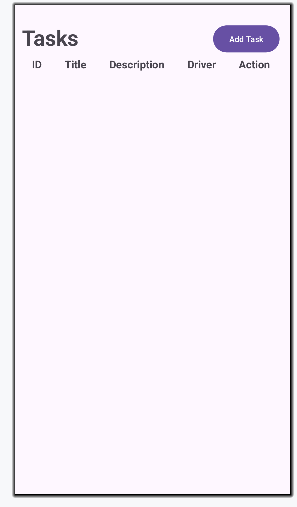 Tasks
Add Task
ID Title Description Driver Action